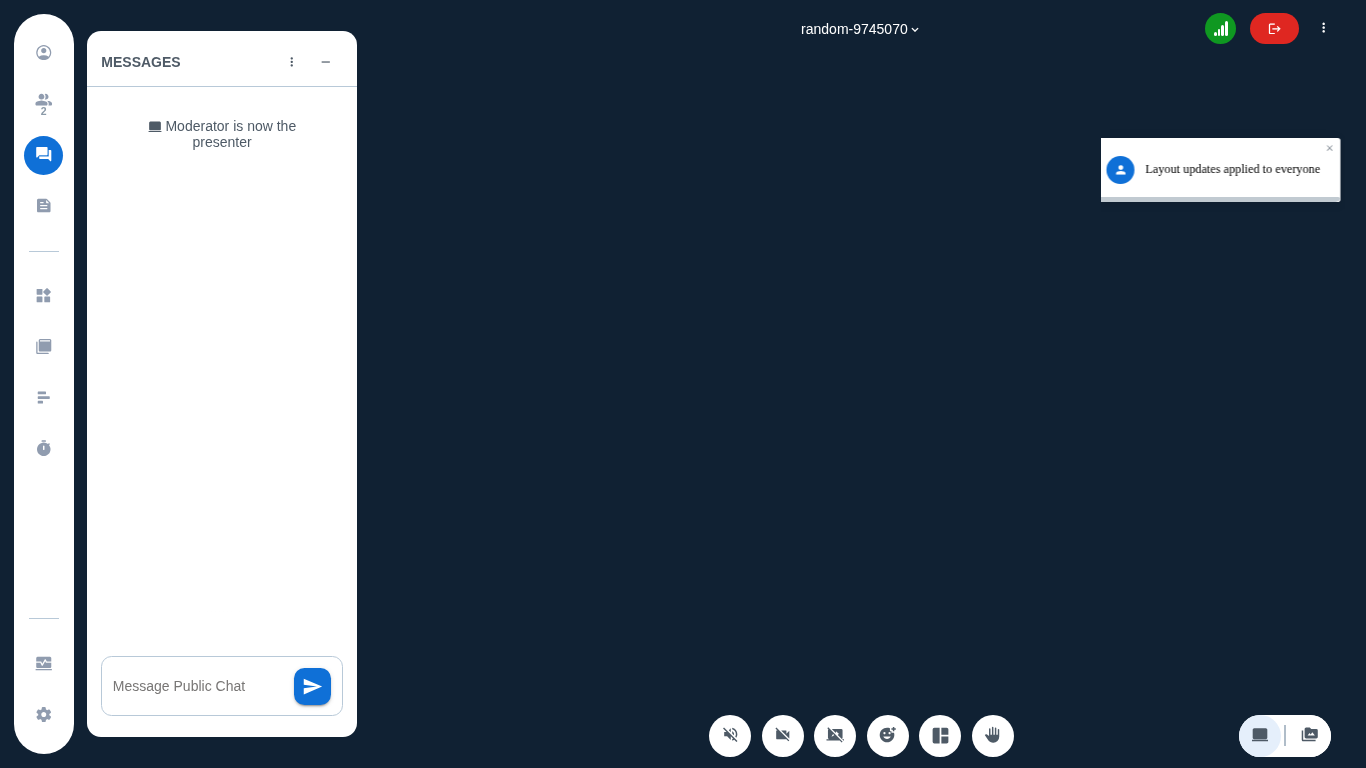 random-9745070
MESSAGES
2
Moderator is now the
presenter
Layout updates applied to everyone
Message Public Chat